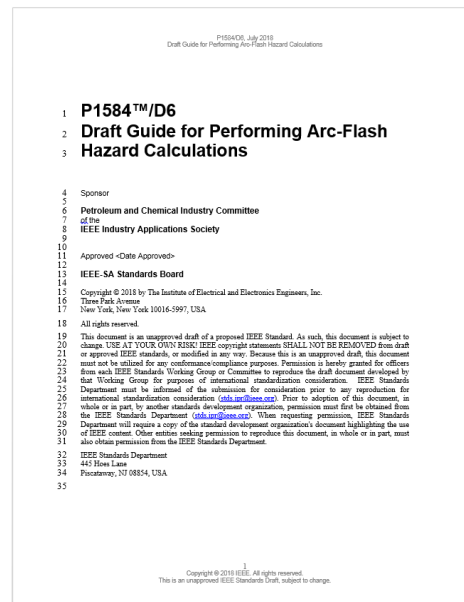 P1584/D6, July 2018
Draft Guide for Performing Arc-Flash Hazard Calculations
1 P1584™/D6
2 Draft Guide for Performing Arc-Flash
3 Hazard Calculations
4 Sponsor
5
6 Petroleum and Chemical Industry Committee
7 of the
8 IEEE Industry Applications Society
9
10
11 Approved <Date Approved>
12
13 IEEE-SA Standards Board
14
15 Copyright © 2018 by The Institute of Electrical and Electronics Engineers, Inc.
16 Three Park Avenue
17 New York, New York 10016-5997, USA
18 All rights reserved.
19 This document is an unapproved draft of a proposed IEEE Standard. As such, this document is subject to
20 change. USE AT YOUR OWN RISK! IEEE copyright statements SHALL NOT BE REMOVED from draft
21 or approved IEEE standards, or modified in any way. Because this is an unapproved draft, this document
22 must not be utilized for any conformance/compliance purposes. Permission is hereby granted for officers
23 from each IEEE Standards Working Group or Committee to reproduce the draft document developed by
24 that Working Group for purposes of international standardization consideration. IEEE Standards
25 Department must be informed of the submission for consideration prior to any reproduction for
26 international standardization consideration (stds.ipr@ieee.org). Prior to adoption of this document, in
27 whole or in part, by another standards development organization, permission must first be obtained from
28 the IEEE Standards Department (stds.ipr@ieee.org). When requesting permission, IEEE Standards
29 Department will require a copy of the standard development organization's document highlighting the use
30 of IEEE content. Other entities seeking permission to reproduce this document, in whole or in part, must
31 also obtain permission from the IEEE Standards Department.
32 IEEE Standards Department
33 445 Hoes Lane
34 Piscataway, NJ 08854, USA
35
1
Copyright © 2018 IEEE. All rights reserved.
This is an unapproved IEEE Standards Draft, subject to change.